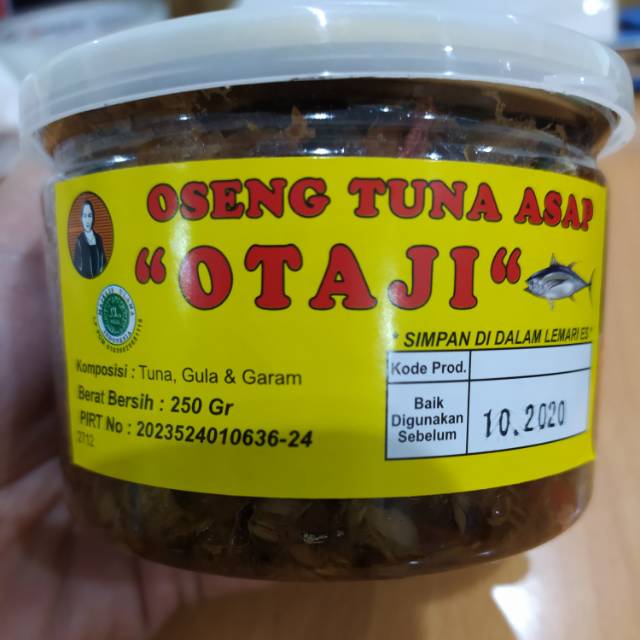 OSENG TUNA ASAP
"OTAJI"
* SIMPAN DI DALAM LEMARI ES. *
Komposisi : Tuna, Gula & Garam
Berat Bersih : 250 Gr
PIRT No : 2023524010636-24
2712
Kode Prod.
Baik
Digunakan
Sebelum
10.2020